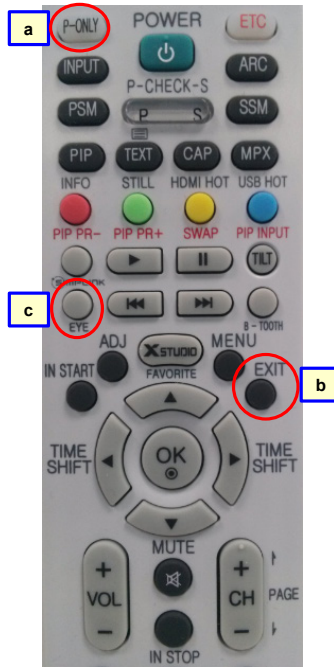 a
P-ONLY
POWER
ETC
INPUT
ARC
P-CHECK-S
PSM
P S
SSM
PIP
TEXT
CAP
MPX
INFO STILL HDMI HOT USB HOT
PIP PR- PIP PR+ SWAP PIP INPUT
TILT
c
EYE
B - TOOTH
ADJ
MENU
X STUDIO
IN START
FAVORITE
EXIT
b
TIME SHIFT
OK
TIME SHIFT
MUTE
+
VOL
-
+
CH
-
PAGE
IN STOP